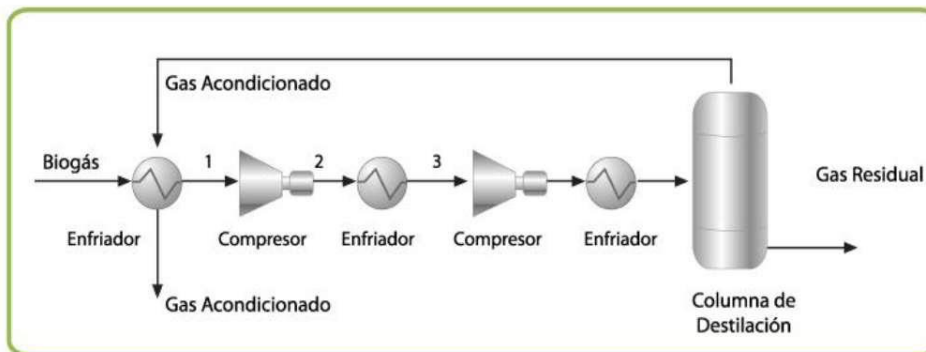 Gas Acondicionado
Biogás
1
2
3
Gas Residual
Enfriador
Compresor
Enfriador
Compresor
Enfriador
Gas Acondicionado
Columna de
Destilación